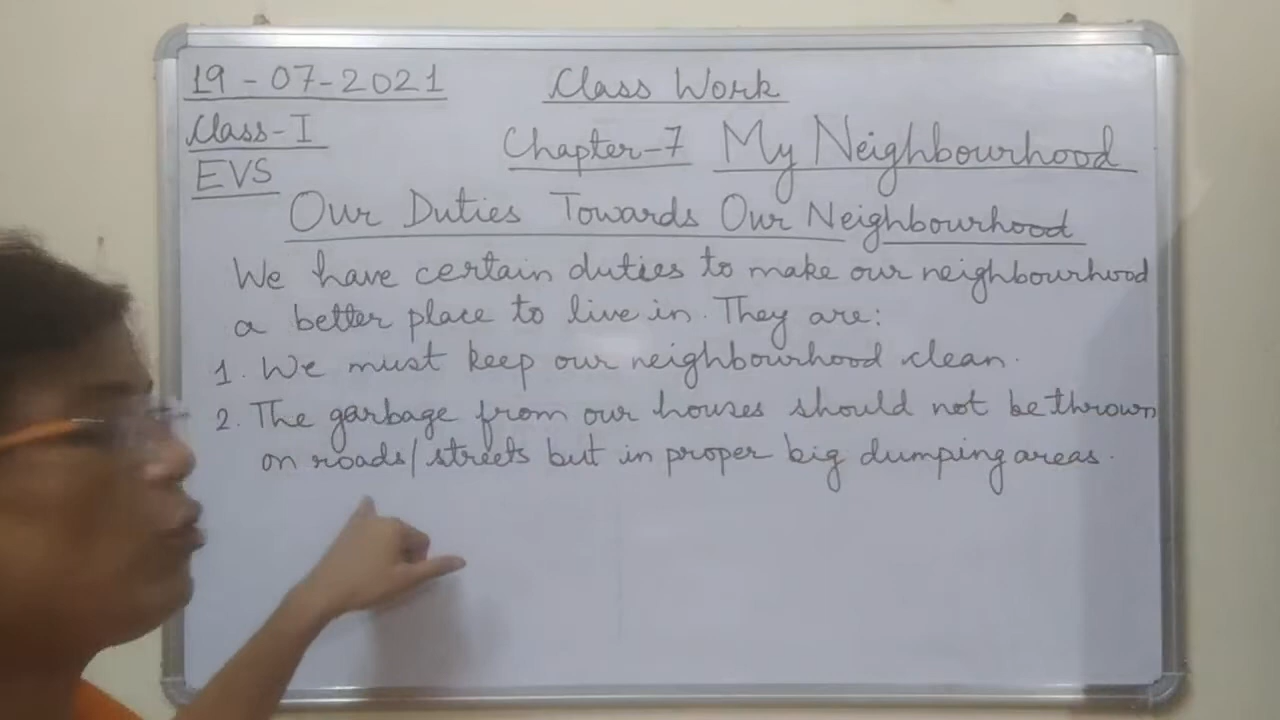 19-07-2021 Class Work
Class-I Chapter-7 My Neighbourhood
EVS
Our Duties Towards Our Neighbourhood
We have certain duties to make our neighbourhood
a better place to live in. They are:
1. We must keep our neighbourhood clean.
2. The garbage from our houses should not be thrown
on roads/streets but in proper big dumping areas.